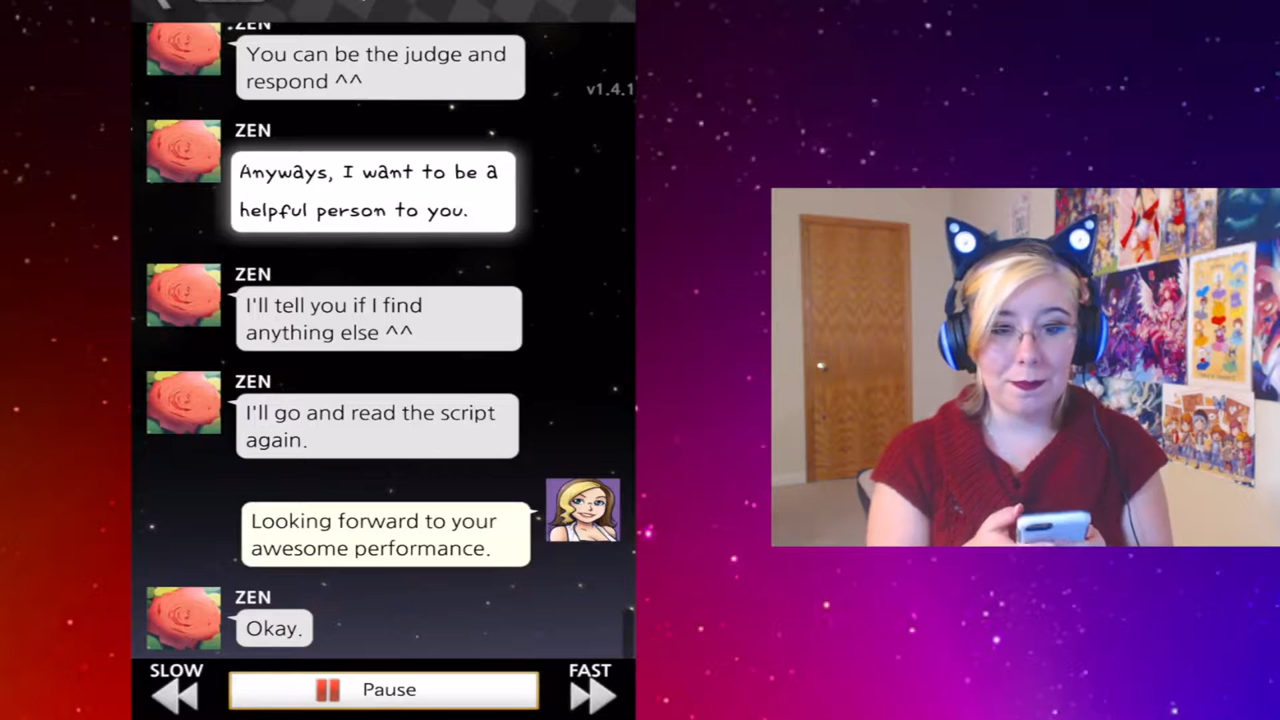 ZEN
You can be the judge and
respond ^^
v1.4.1
ZEN
Anyways, I want to be a
helpful person to you.
ZEN
I'll tell you if I find
anything else ^^
ZEN
I'll go and read the script
again.
Looking forward to your
awesome performance.
ZEN
Okay.
SLOW
Pause
FAST